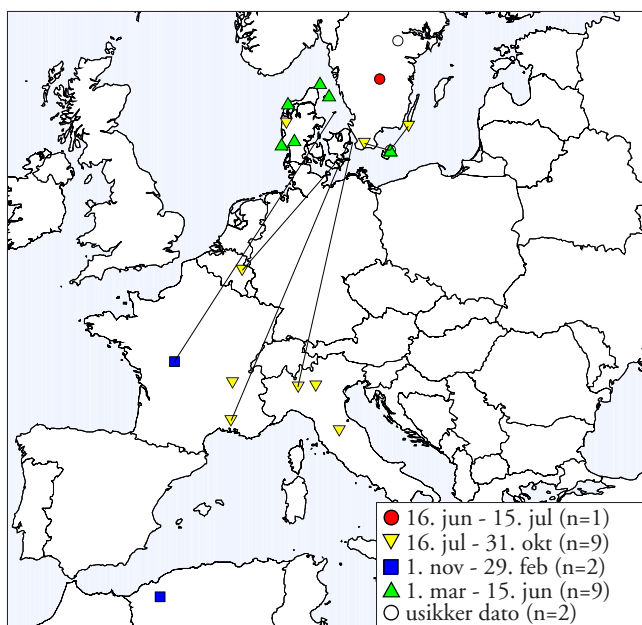 16. jun - 15. jul (n=1)
16. jul - 31. okt (n=9)
1. nov - 29. feb (n=2)
1. mar - 15. jun (n=9)
usikker dato (n=2)